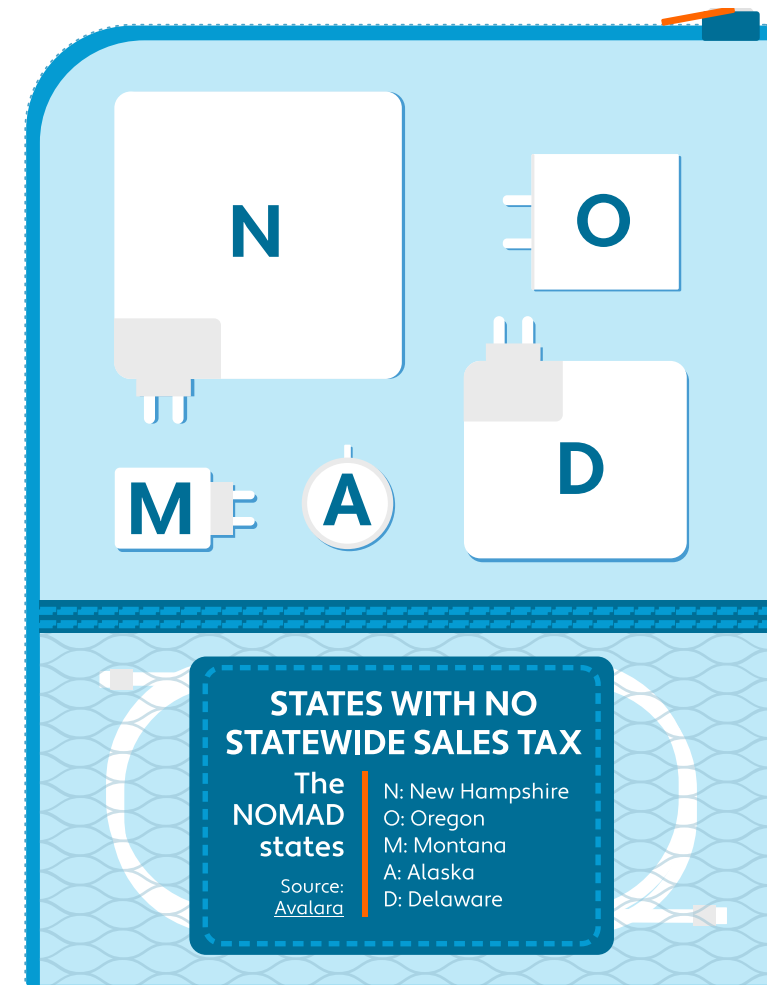 N
O
M
A
D
STATES WITH NO
STATEWIDE SALES TAX
The
NOMAD
states
Source:
Avalara
N: New Hampshire
O: Oregon
M: Montana
A: Alaska
D: Delaware